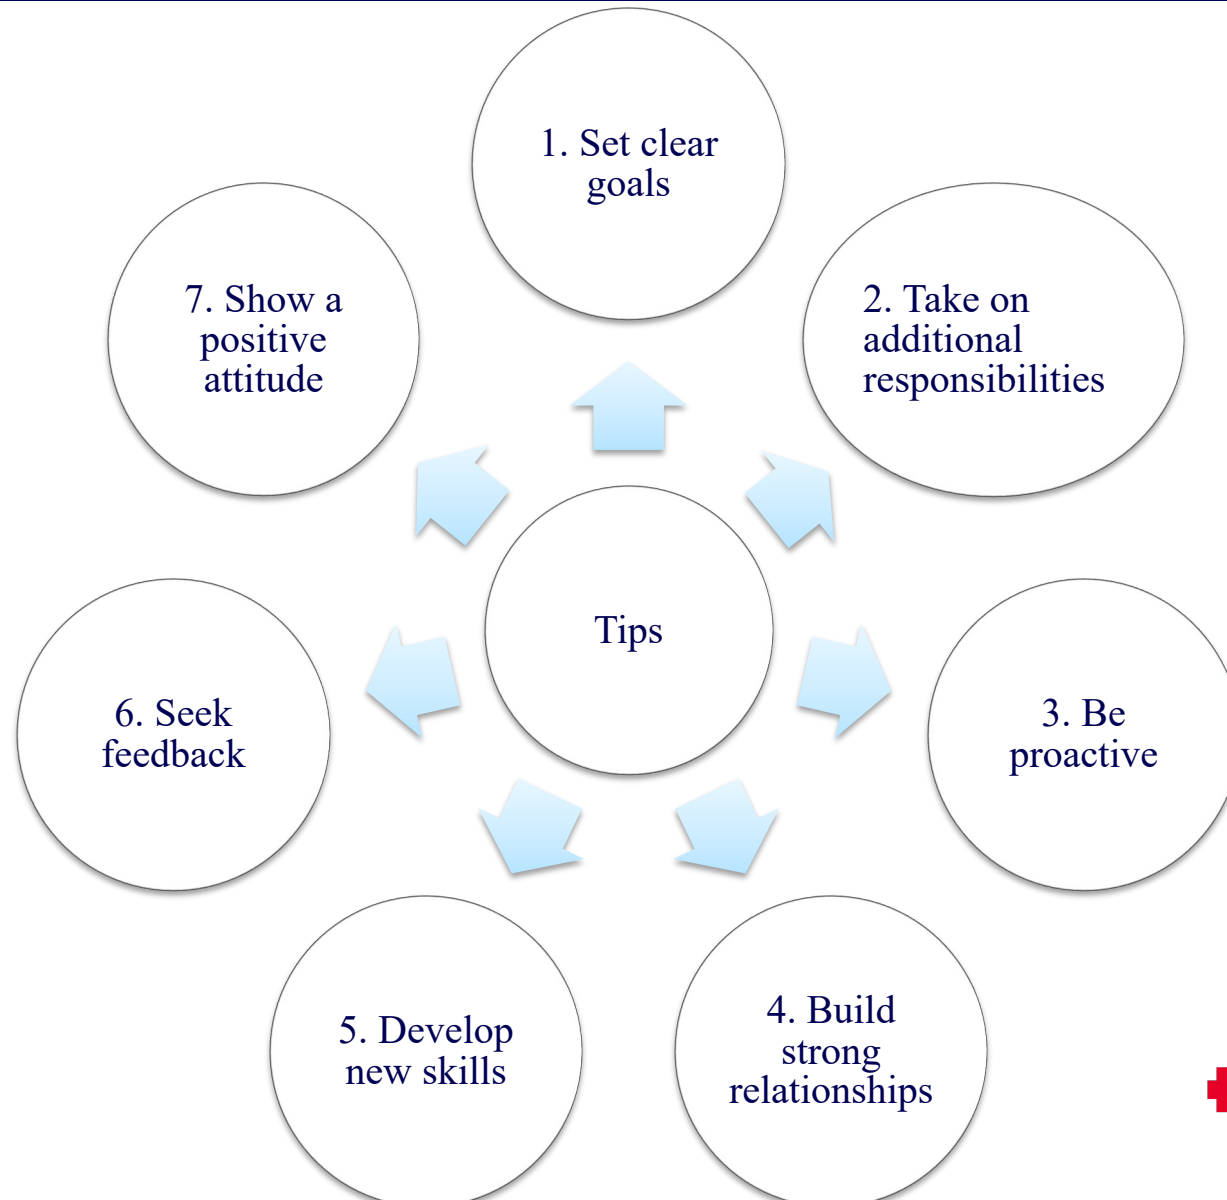 1. Set clear
goals
2. Take on
additional
responsibilities
3. Be
proactive
4. Build
strong
relationships
5. Develop
new skills
6. Seek
feedback
7. Show a
positive
attitude
Tips